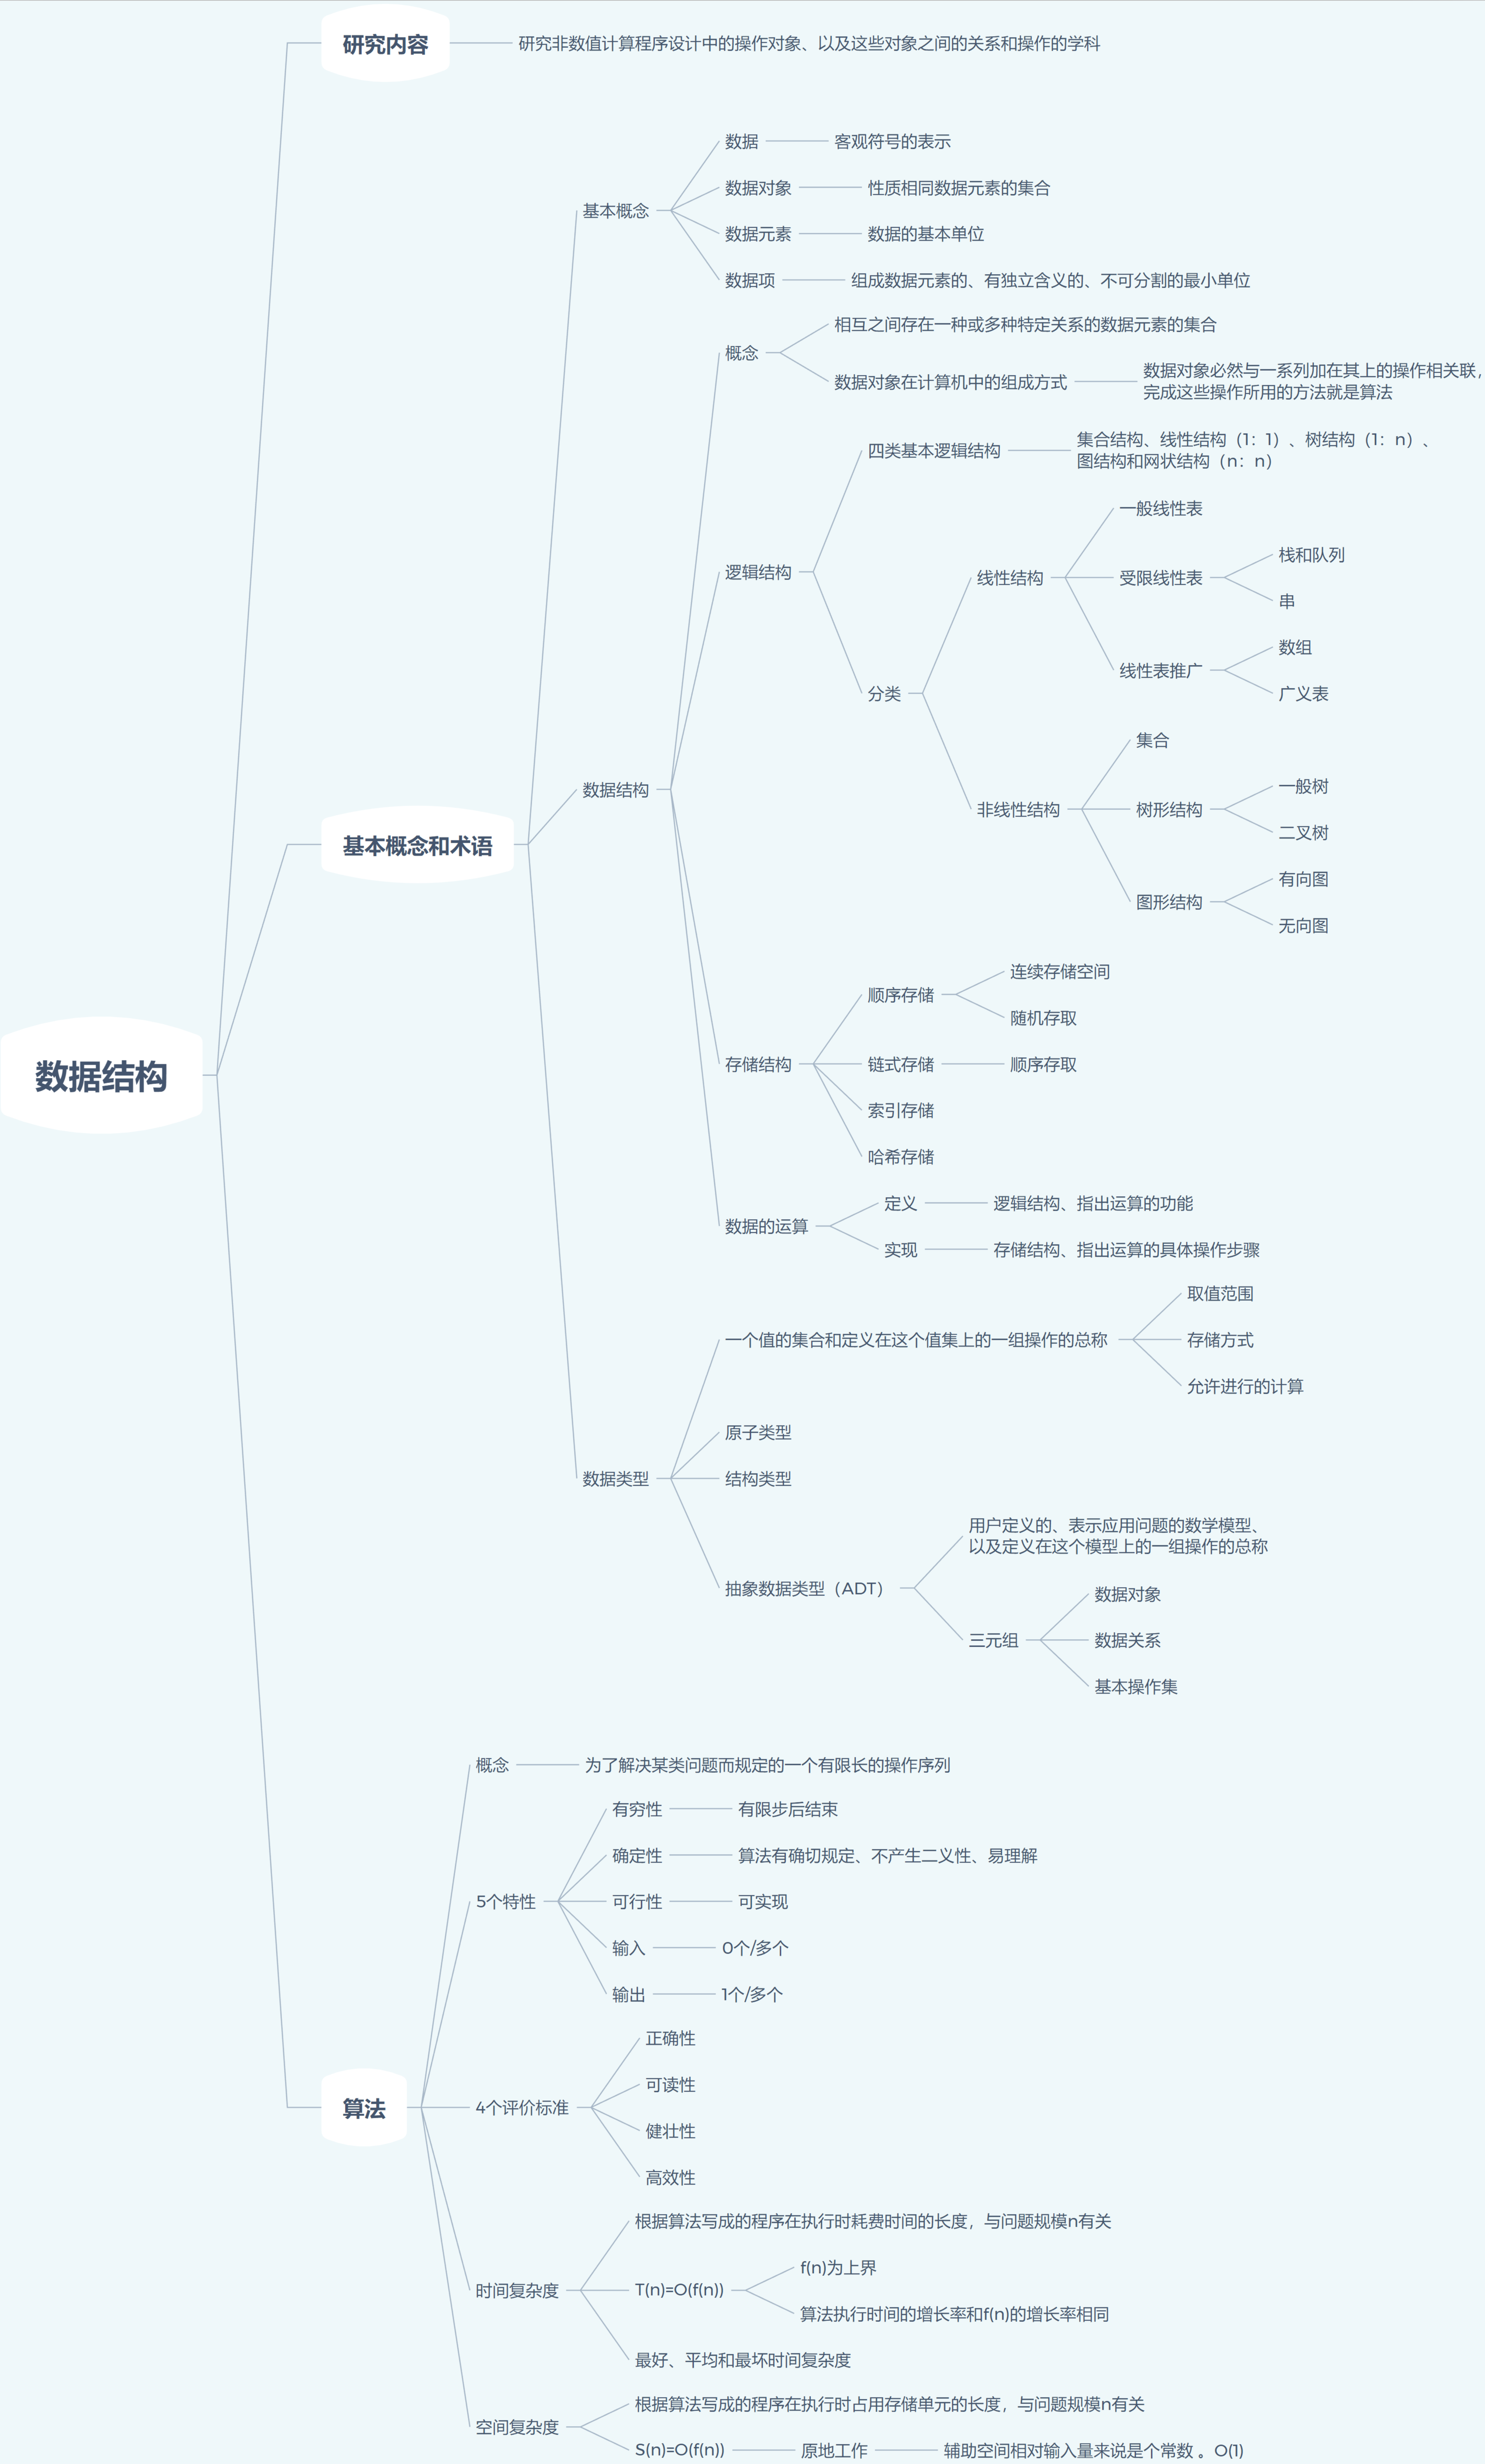 数据结构
研究内容
研究非数值计算程序设计中的操作对象、以及这些对象之间的关系和操作的学科
基本概念和术语
基本概念
数据
客观符号的表示
数据对象
性质相同数据元素的集合
数据元素
数据的基本单位
数据项
组成数据元素的、有独立含义的、不可分割的最小单位
数据结构
概念
相互之间存在一种或多种特定关系的数据元素的集合
数据对象在计算机中的组成方式
数据对象必然与一系列加在其上的操作相关联，
完成这些操作所用的方法就是算法
逻辑结构
四类基本逻辑结构
集合结构、线性结构（1：1）、树结构（1：n）、
图结构和网状结构（n：n）
分类
线性结构
一般线性表
受限线性表
栈和队列
串
线性表推广
数组
广义表
非线性结构
集合
树形结构
一般树
二叉树
图形结构
有向图
无向图
存储结构
顺序存储
连续存储空间
随机存取
链式存储
顺序存取
索引存储
哈希存储
数据的运算
定义
逻辑结构、指出运算的功能
实现
存储结构、指出运算的具体操作步骤
数据类型
一个值的集合和定义在这个值集上的一组操作的总称
取值范围
存储方式
允许进行的计算
原子类型
结构类型
抽象数据类型（ADT）
用户定义的、表示应用问题的数学模型、
以及定义在这个模型上的一组操作的总称
三元组
数据对象
数据关系
基本操作集
算法
概念
为了解决某类问题而规定的一个有限长的操作序列
5个特性
有穷性
有限步后结束
确定性
算法有确切规定、不产生二义性、易理解
可行性
可实现
输入
0个/多个
输出
1个/多个
4个评价标准
正确性
可读性
健壮性
高效性
时间复杂度
根据算法写成的程序在执行时耗费时间的长度，与问题规模n有关
T(n)=O(f(n))
f(n)为上界
算法执行时间的增长率和f(n)的增长率相同
最好、平均和最坏时间复杂度
空间复杂度
根据算法写成的程序在执行时占用存储单元的长度，与问题规模n有关
S(n)=O(f(n))
原地工作
辅助空间相对输入量来说是个常数 。O(1)